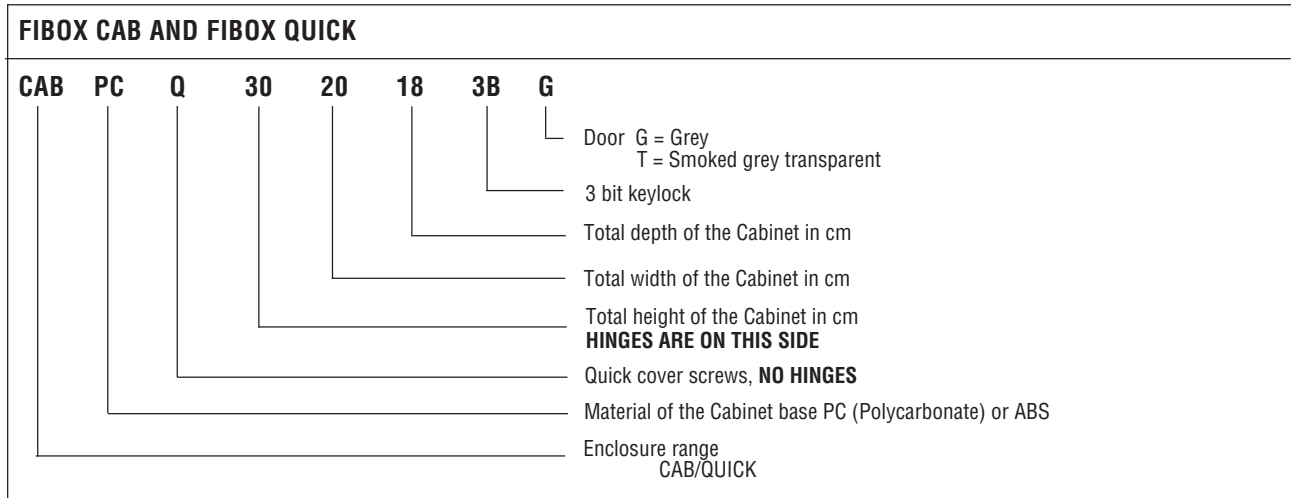 FIBOX CAB AND FIBOX QUICK
CAB PC Q 30 20 18 3B G
Door G = Grey
T = Smoked grey transparent
3 bit keylock
Total depth of the Cabinet in cm
Total width of the Cabinet in cm
Total height of the Cabinet in cm
HINGES ARE ON THIS SIDE
Quick cover screws, NO HINGES
Material of the Cabinet base PC (Polycarbonate) or ABS
Enclosure range
CAB/QUICK